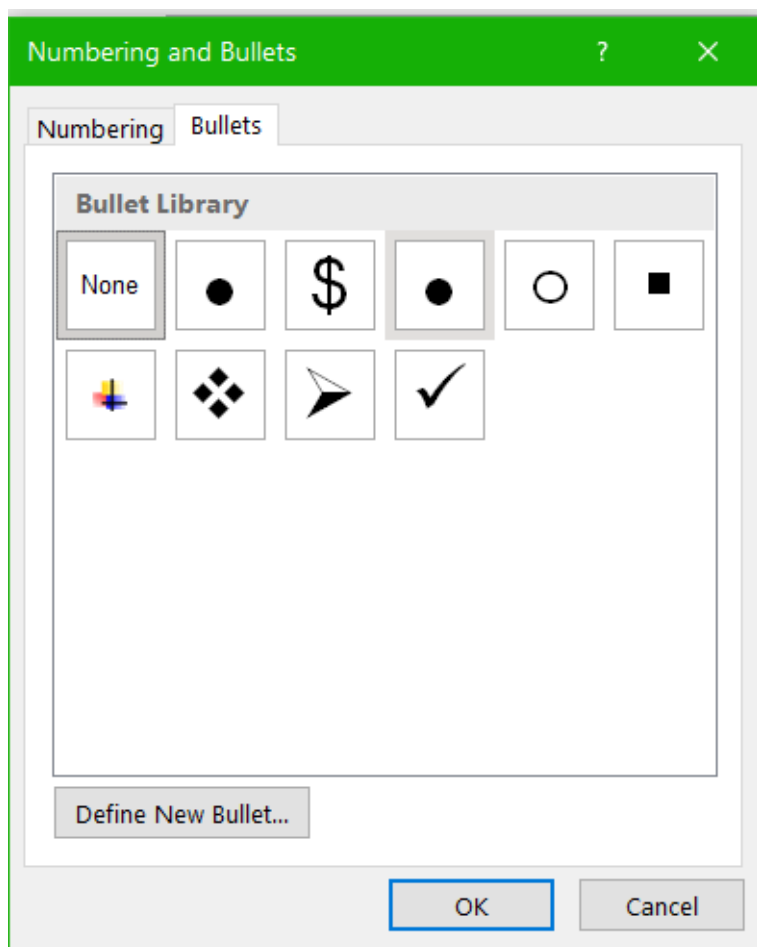 Numbering and Bullets ? ×
Numbering Bullets
Bullet Library
None ● $ ● ○ ■
❖ ➢ ✓
Define New Bullet...
OK Cancel